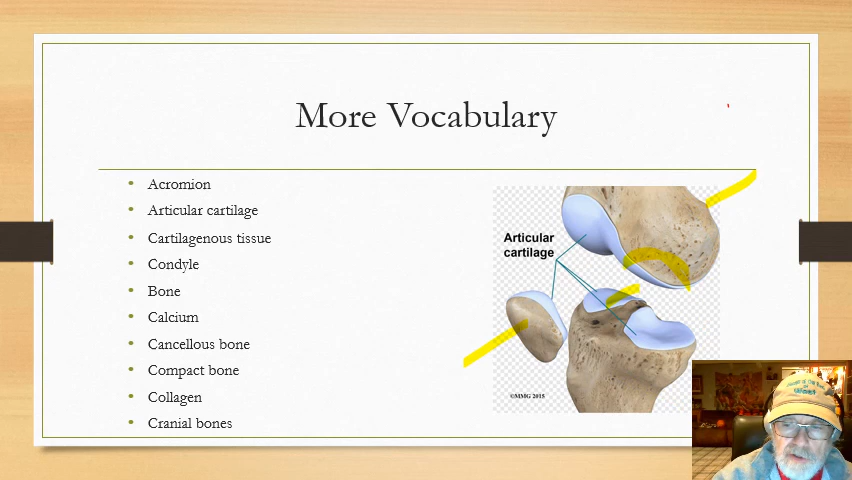 More Vocabulary
• Acromion
• Articular cartilage
• Cartilagenous tissue
• Condyle
• Bone
• Calcium
• Cancellous bone
• Compact bone
• Collagen
• Cranial bones
Articular
cartilage
©MMG 2015